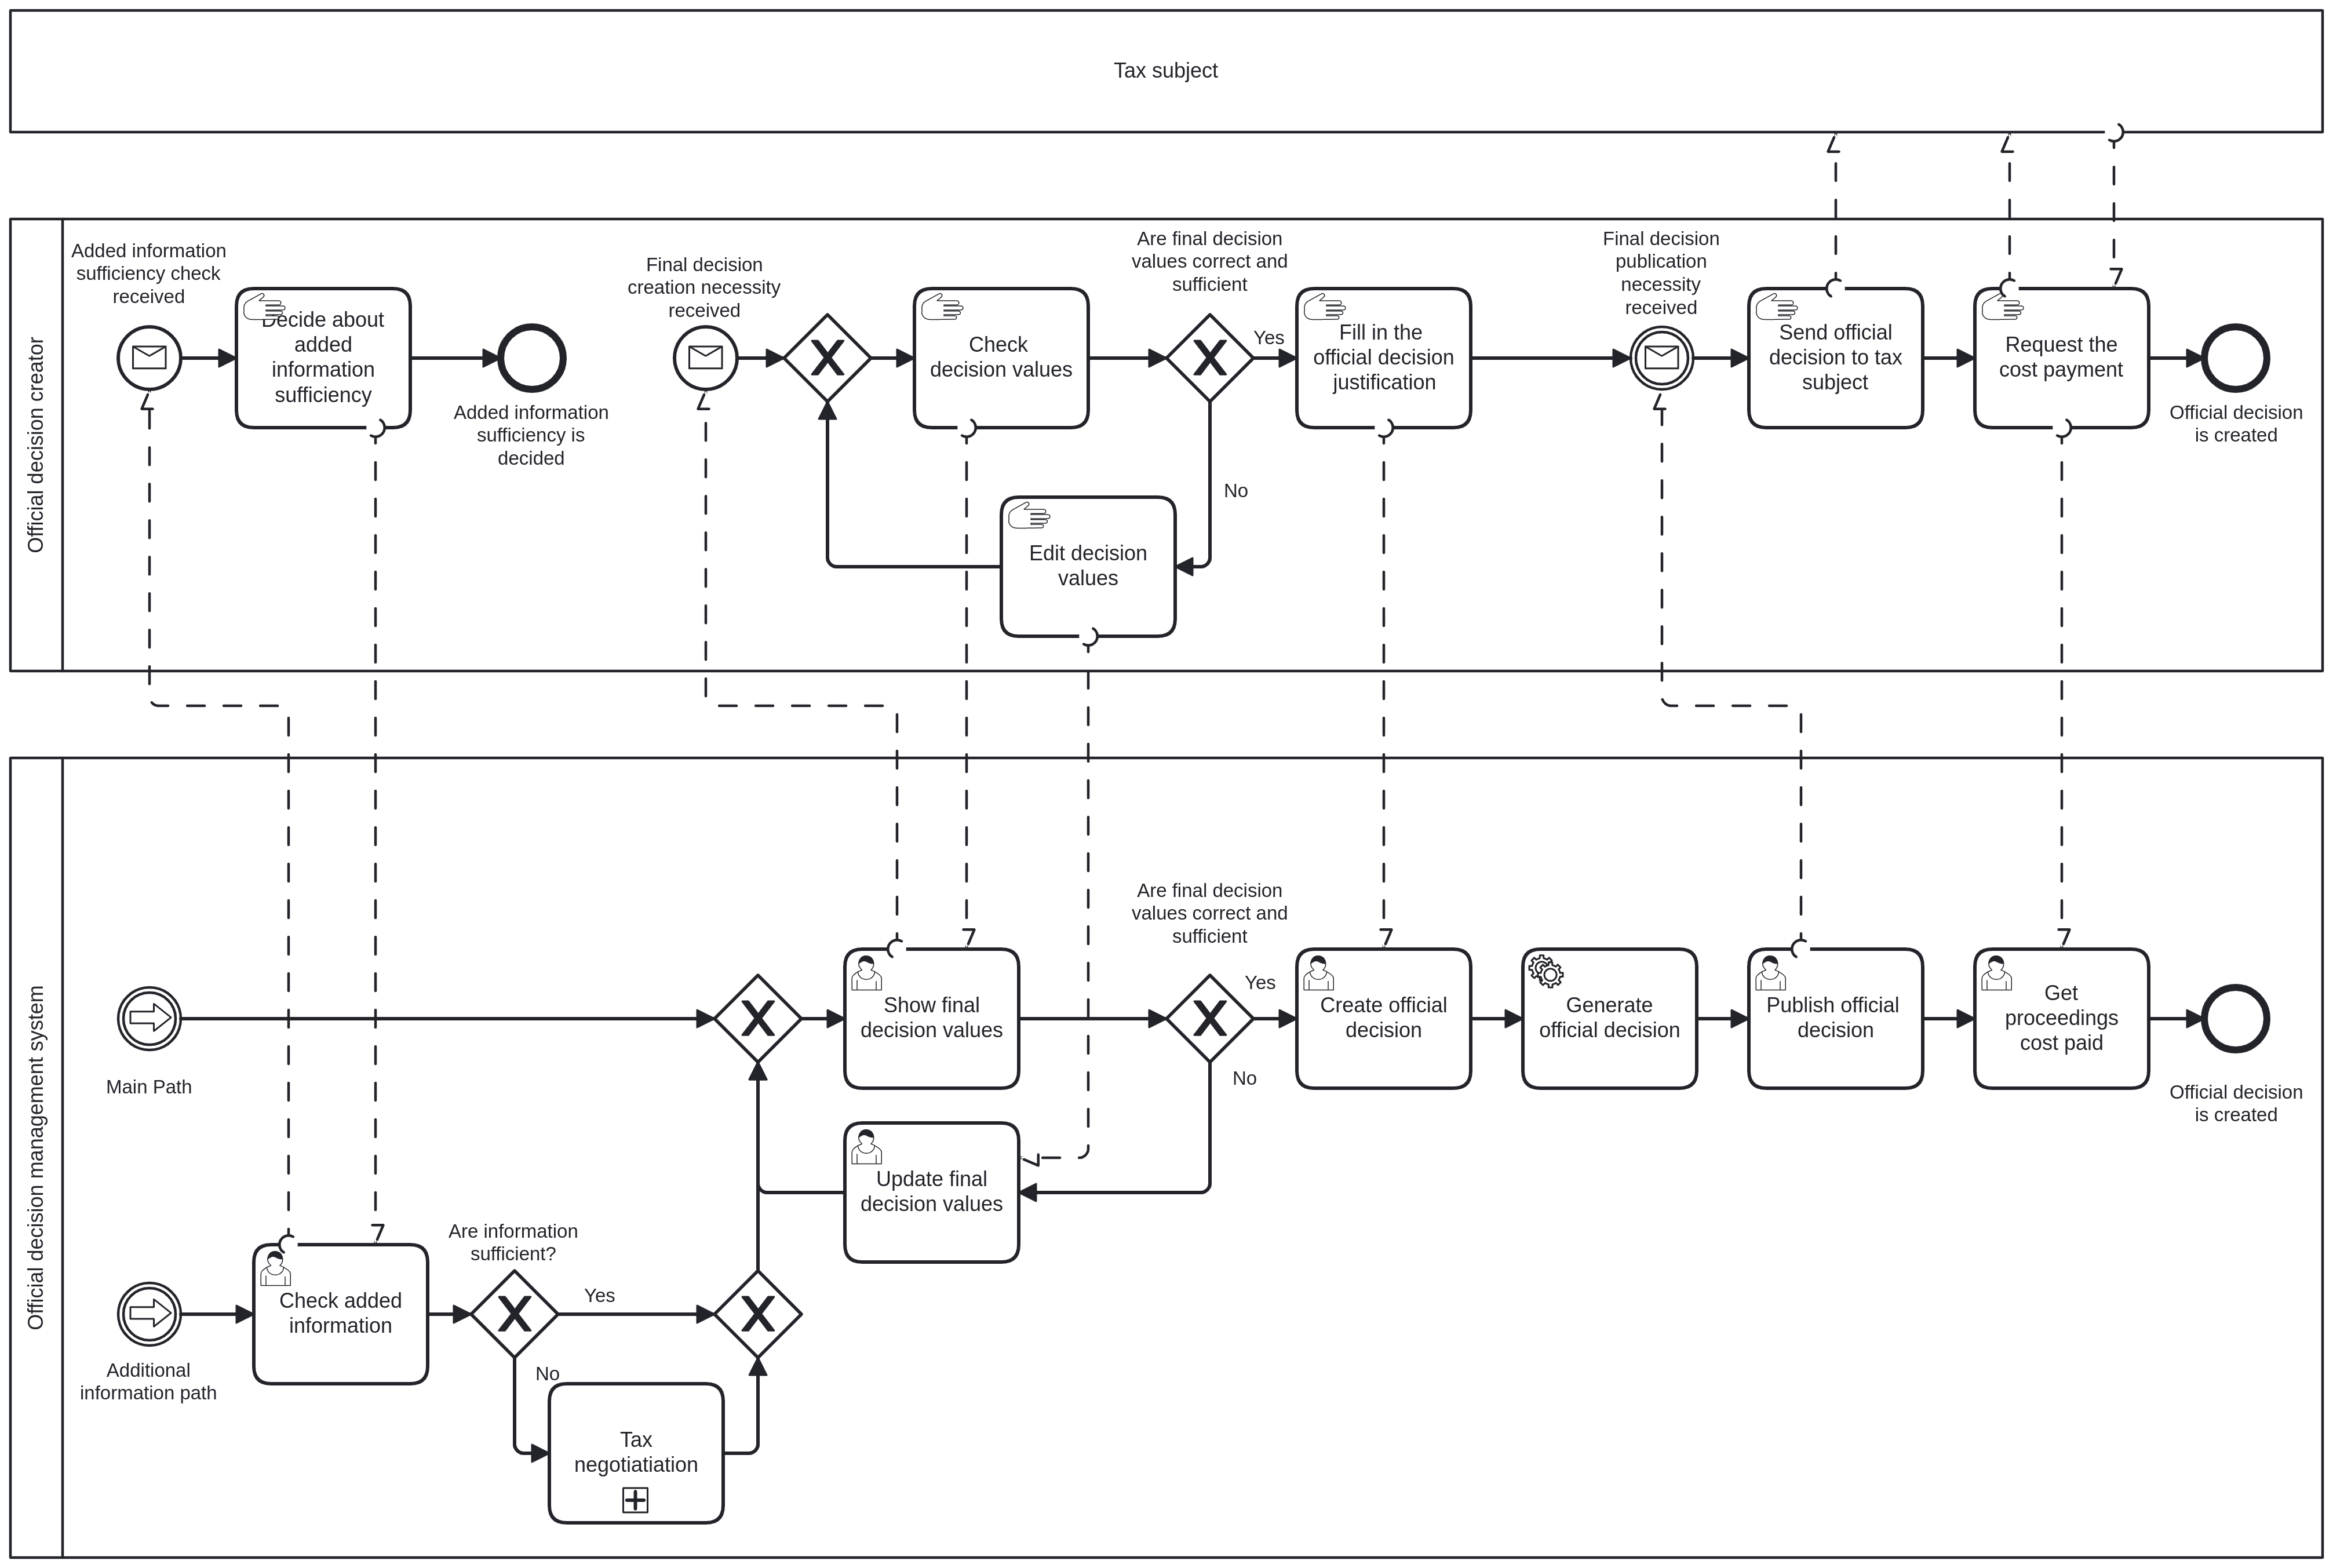 Tax subject
Official decision creator
Added information
sufficiency check
received
Decide about
added
information
sufficiency
Added information
sufficiency is
decided
Final decision
creation necessity
received
Check
decision values
Are final decision
values correct and
sufficient
Yes
No
Edit decision
values
Fill in the
official decision
justification
Final decision
publication
necessity
received
Send official
decision to tax
subject
Request the
cost payment
Official decision
is created
Official decision management system
Main Path
Show final
decision values
Are final decision
values correct and
sufficient
Yes
No
Update final
decision values
Create official
decision
Generate
official decision
Publish official
decision
Get
proceedings
cost paid
Official decision
is created
Additional
information path
Check added
information
Are information
sufficient?
Yes
No
Tax
negotiatiation